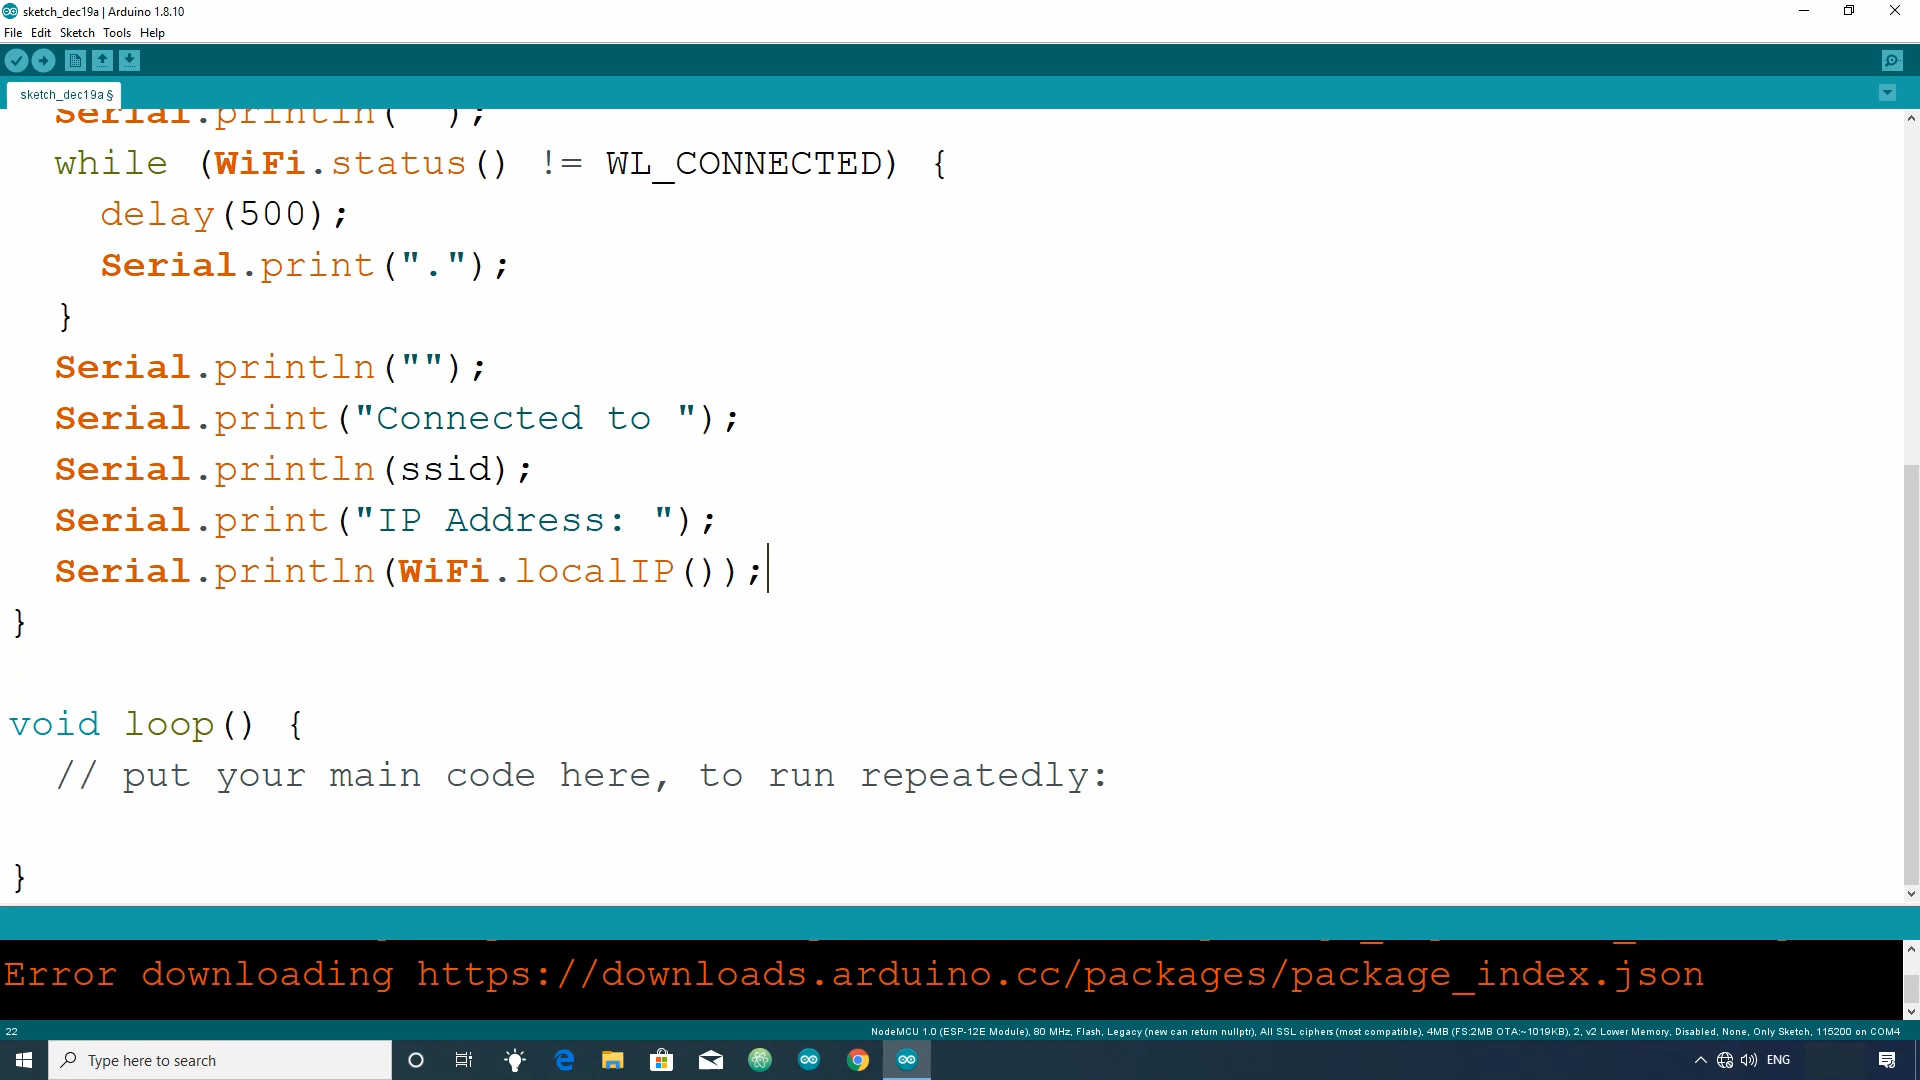 sketch_dec19a | Arduino 1.8.10
File Edit Sketch Tools Help
sketch_dec19a §
Serial.println(" ");
while (WiFi.status() != WL_CONNECTED) {
delay(500);
Serial.print(".");
}
Serial.println("");
Serial.print("Connected to ");
Serial.println(ssid);
Serial.print("IP Address: ");
Serial.println(WiFi.localIP());
}
void loop() {
// put your main code here, to run repeatedly:
}
Error downloading https://downloads.arduino.cc/packages/package_index.json
22
NodeMCU 1.0 (ESP-12E Module), 80 MHz, Flash, Legacy (new can return nullptr), All SSL ciphers (most compatible), 4MB (FS:2MB OTA:~1019KB), 2, v2 Lower Memory, Disabled, None, Only Sketch, 115200 on COM4
Type here to search
ENG